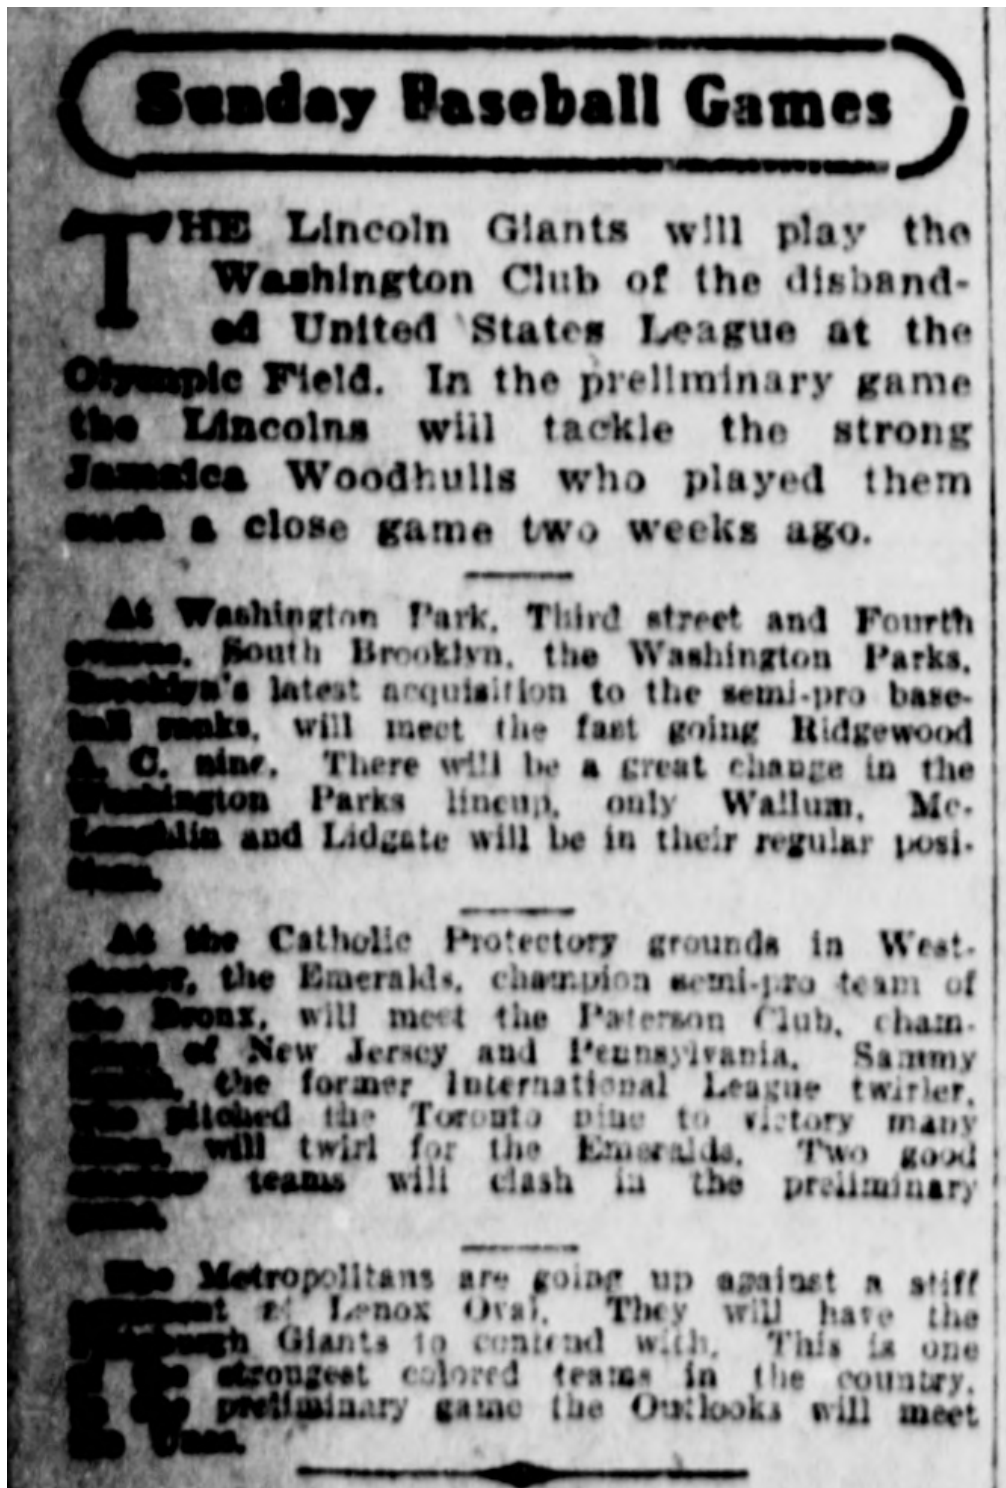 Sunday Baseball Games
THE Lincoln Giants will play the
Washington Club of the disband-
ed United States League at the
Olympic Field. In the preliminary game
the Lincolns will tackle the strong
Jamaica Woodhulls who played them
such a close game two weeks ago.
At Washington Park, Third street and Fourth
avenue, South Brooklyn, the Washington Parks,
Brooklyn's latest acquisition to the semi-pro base-
ball ranks, will meet the fast going Ridgewood
A. C. nine. There will be a great change in the
Washington Parks lineup, only Wallum, Mc-
Loughlin and Lidgate will be in their regular posi-
tions.
At the Catholic Protectory grounds in West-
chester, the Emeralds, champion semi-pro team of
the Bronx, will meet the Paterson Club, cham-
pions of New Jersey and Pennsylvania. Sammy
the former International League twirler,
who pitched the Toronto nine to victory many
times, will twirl for the Emeralds. Two good
teams will clash in the preliminary
game.
The Metropolitans are going up against a stiff
at Lenox Oval. They will have the
Pittsburgh Giants to contend with. This is one
of the strongest colored teams in the country.
In the preliminary game the Outlooks will meet
the